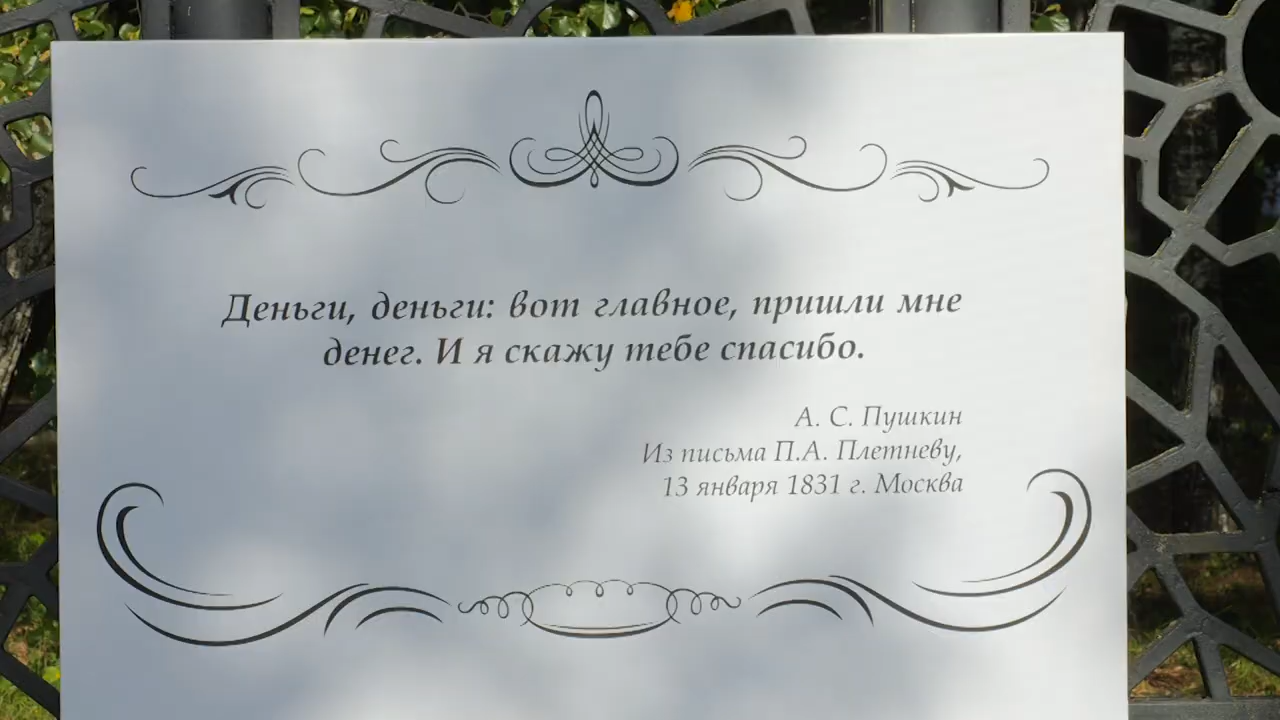 Деньги, деньги: вот главное, пришли мне
денег. И я скажу тебе спасибо.
А. С. Пушкин
Из письма П.А. Плетневу,
13 января 1831 г. Москва